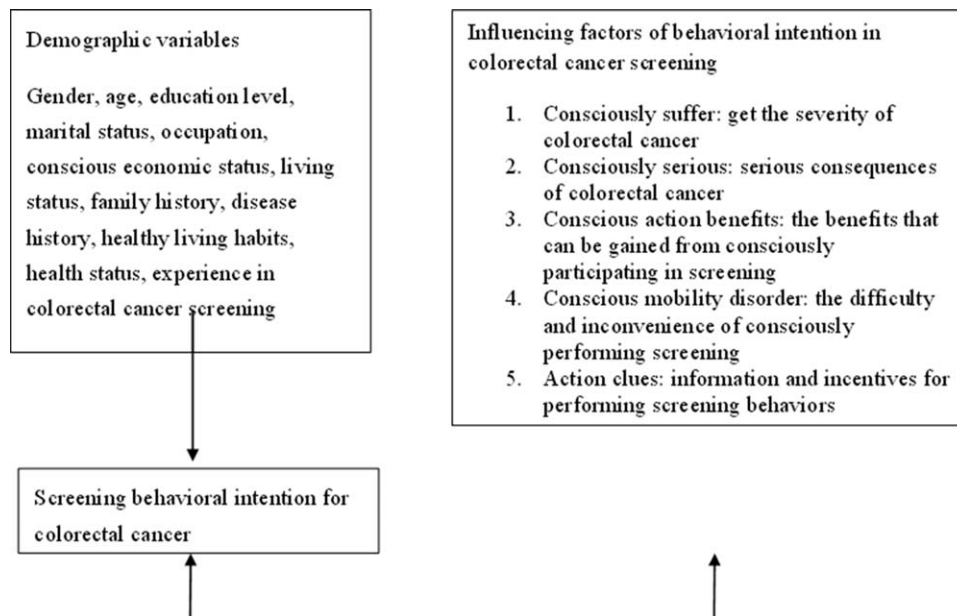 Demographic variables
Gender, age, education level,
marital status, occupation,
conscious economic status, living
status, family history, disease
history, healthy living habits,
health status, experience in
colorectal cancer screening
Influencing factors of behavioral intention in
colorectal cancer screening
1. Consciously suffer: get the severity of
colorectal cancer
2. Consciously serious: serious consequences
of colorectal cancer
3. Conscious action benefits: the benefits that
can be gained from consciously
participating in screening
4. Conscious mobility disorder: the difficulty
and inconvenience of consciously
performing screening
5. Action clues: information and incentives for
performing screening behaviors
Screening behavioral intention for
colorectal cancer